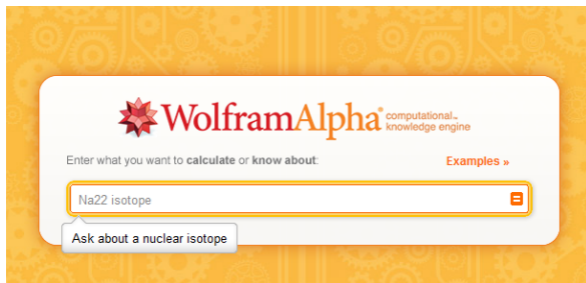 WolframAlpha® computational™ knowledge engine
Enter what you want to calculate or know about:
Examples »
Na22 isotope
Ask about a nuclear isotope